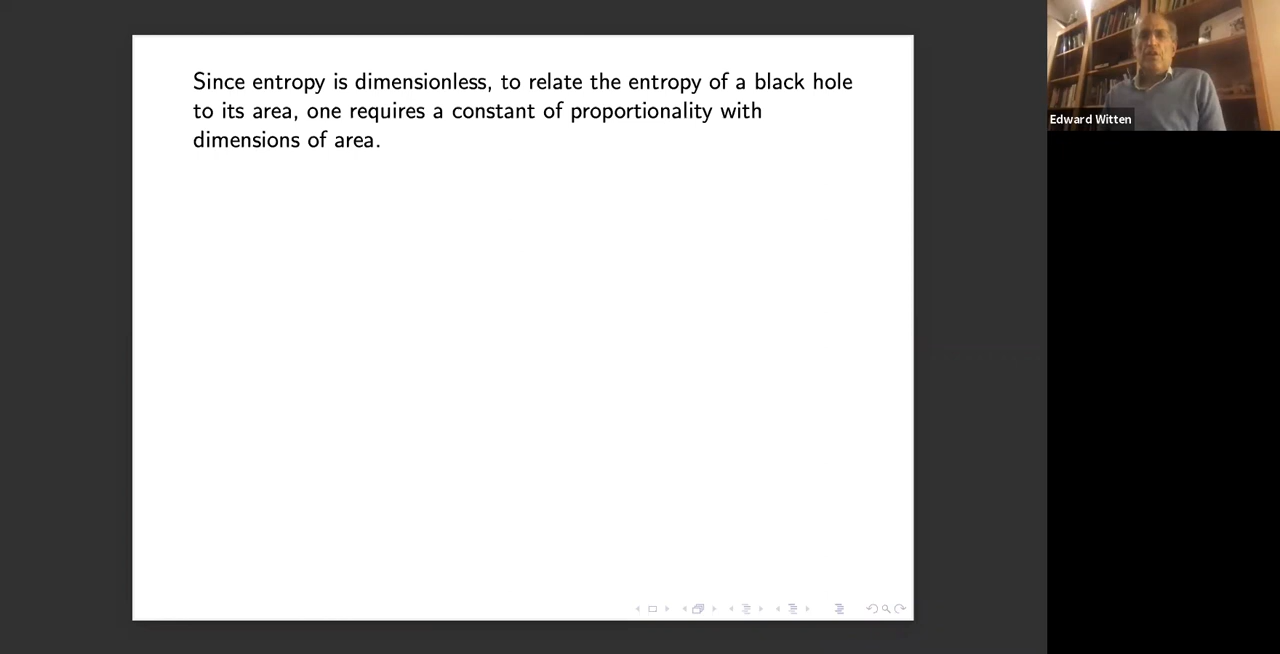 Since entropy is dimensionless, to relate the entropy of a black hole
to its area, one requires a constant of proportionality with
dimensions of area.
Edward Witten